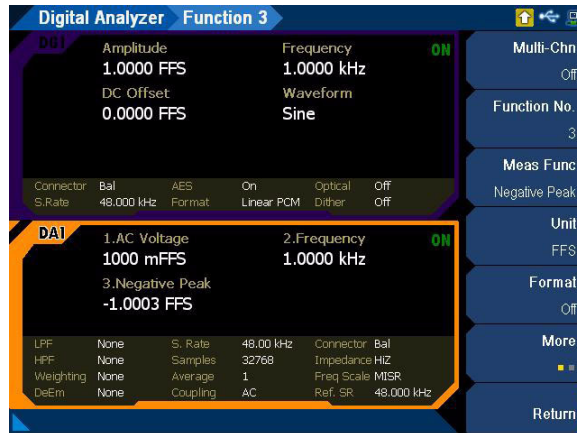 Digital Analyzer Function 3
DG1
Amplitude Frequency ON
1.0000 FFS 1.0000 kHz
DC Offset Waveform
0.0000 FFS Sine
Connector Bal AES On Optical Off
S.Rate 48.000 kHz Format Linear PCM Dither Off
DA1
1.AC Voltage 2.Frequency ON
1000 mFFS 1.0000 kHz
3.Negative Peak
-1.0003 FFS
LPF None S. Rate 48.00 kHz Connector Bal
HPF None Samples 32768 Impedance HiZ
Weighting None Average 1 Freq Scale MISR
DeEm None Coupling AC Ref. SR 48.000 kHz
Multi-Chn
Off
Function No.
3
Meas Func
Negative Peak
Unit
FFS
Format
Off
More
Return